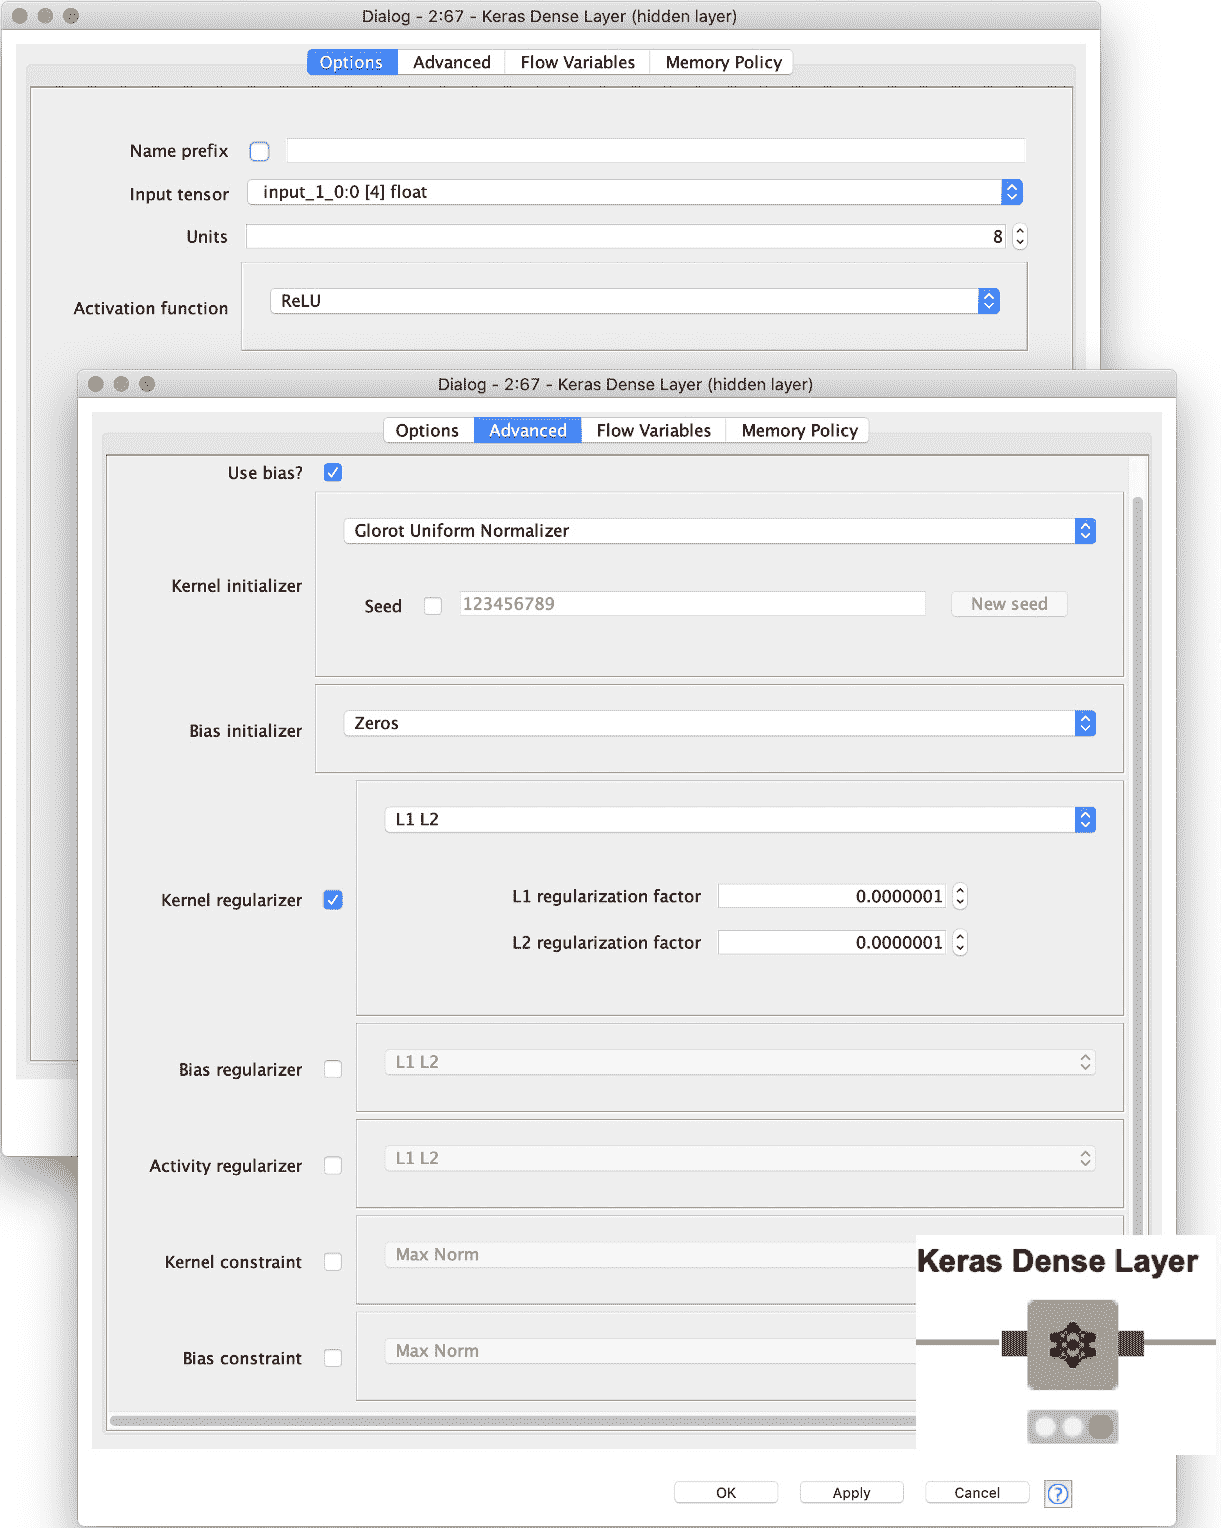 Dialog - 2:67 - Keras Dense Layer (hidden layer)
Options Advanced Flow Variables Memory Policy
Name prefix
Input tensor input_1_0:0 [4] float
Units 8
Activation function ReLU
Dialog - 2:67 - Keras Dense Layer (hidden layer)
Options Advanced Flow Variables Memory Policy
Use bias?
Glorot Uniform Normalizer
Kernel initializer
Seed 123456789 New seed
Bias initializer Zeros
L1 L2
Kernel regularizer
L1 regularization factor 0.0000001
L2 regularization factor 0.0000001
Bias regularizer L1 L2
Activity regularizer L1 L2
Kernel constraint Max Norm
Bias constraint Max Norm
Keras Dense Layer
OK Apply Cancel ?